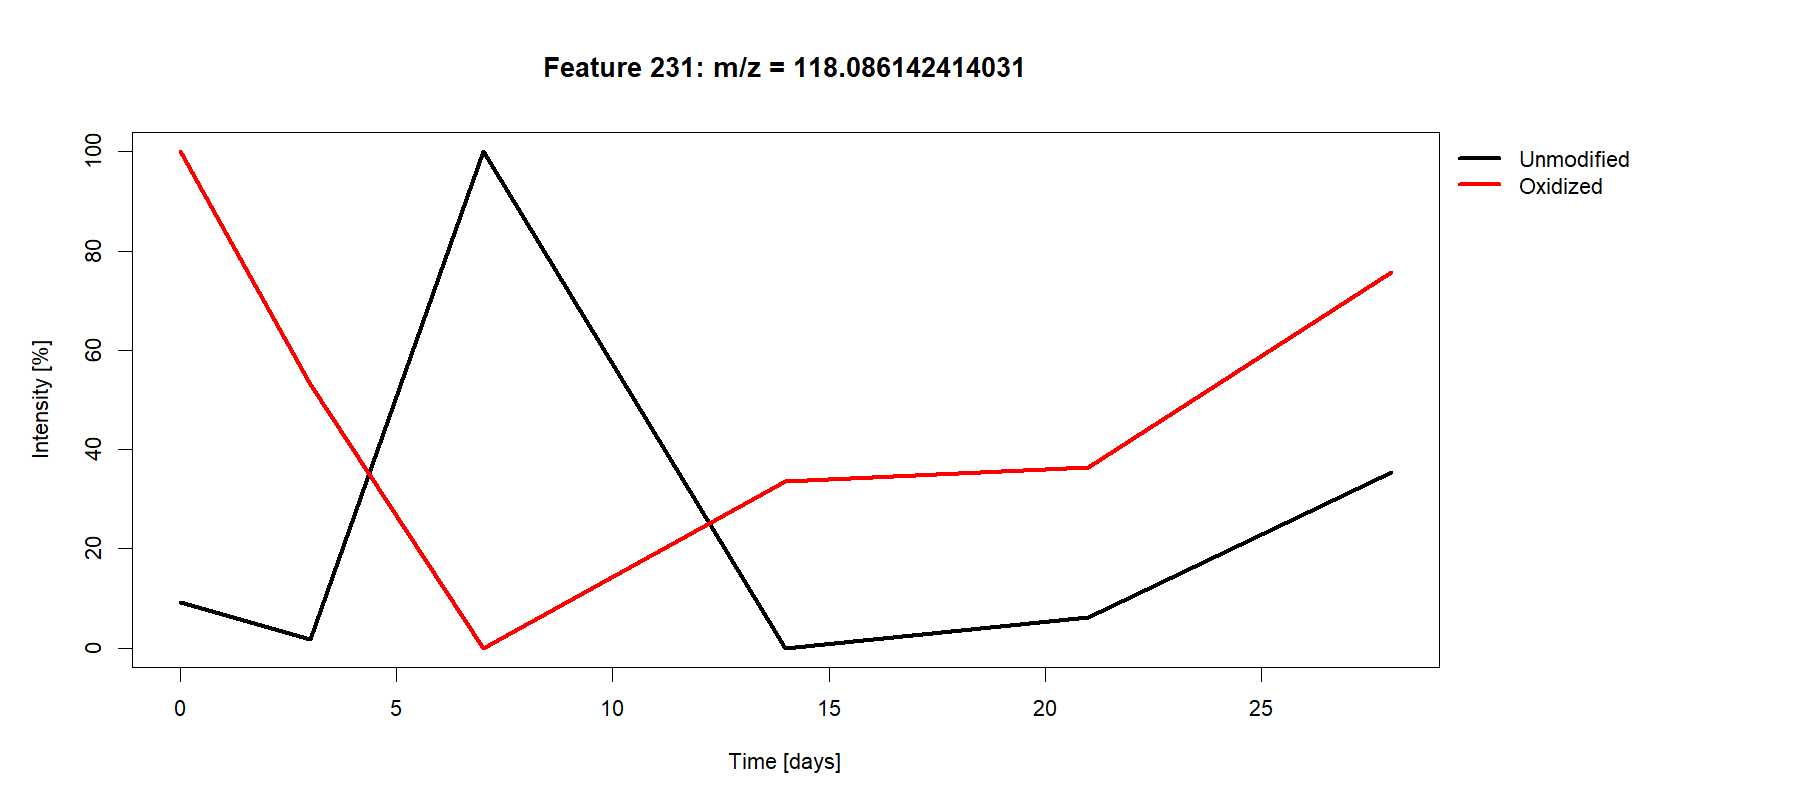 Feature 231: m/z = 118.086142414031
Unmodified
Oxidized
Intensity [%]
100
80
60
40
20
0
0 5 10 15 20 25
Time [days]